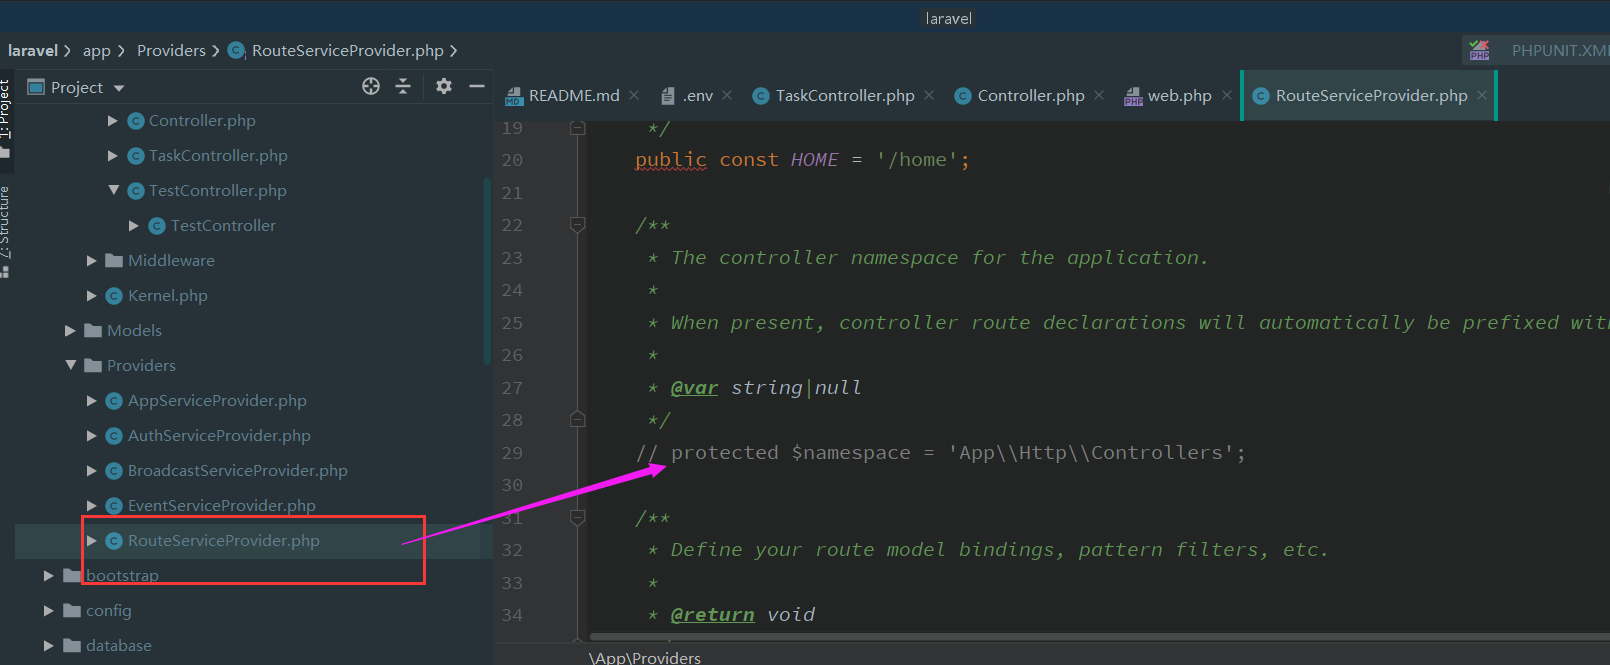 laravel
laravel > app > Providers > RouteServiceProvider.php >
PHPUNIT.XM
1: Project
7: Structure
Project
Controller.php
TaskController.php
TestController.php
TestController
Middleware
Kernel.php
Models
Providers
AppServiceProvider.php
AuthServiceProvider.php
BroadcastServiceProvider.php
EventServiceProvider.php
RouteServiceProvider.php
bootstrap
config
database
README.md .env TaskController.php Controller.php web.php RouteServiceProvider.php
19 */
20 public const HOME = '/home';
21
22 /**
23 * The controller namespace for the application.
24 *
25 * When present, controller route declarations will automatically be prefixed with
26 *
27 * @var string|null
28 */
29 // protected $namespace = 'App\\Http\\Controllers';
30
31 /**
32 * Define your route model bindings, pattern filters, etc.
33 *
34 * @return void
\App\Providers